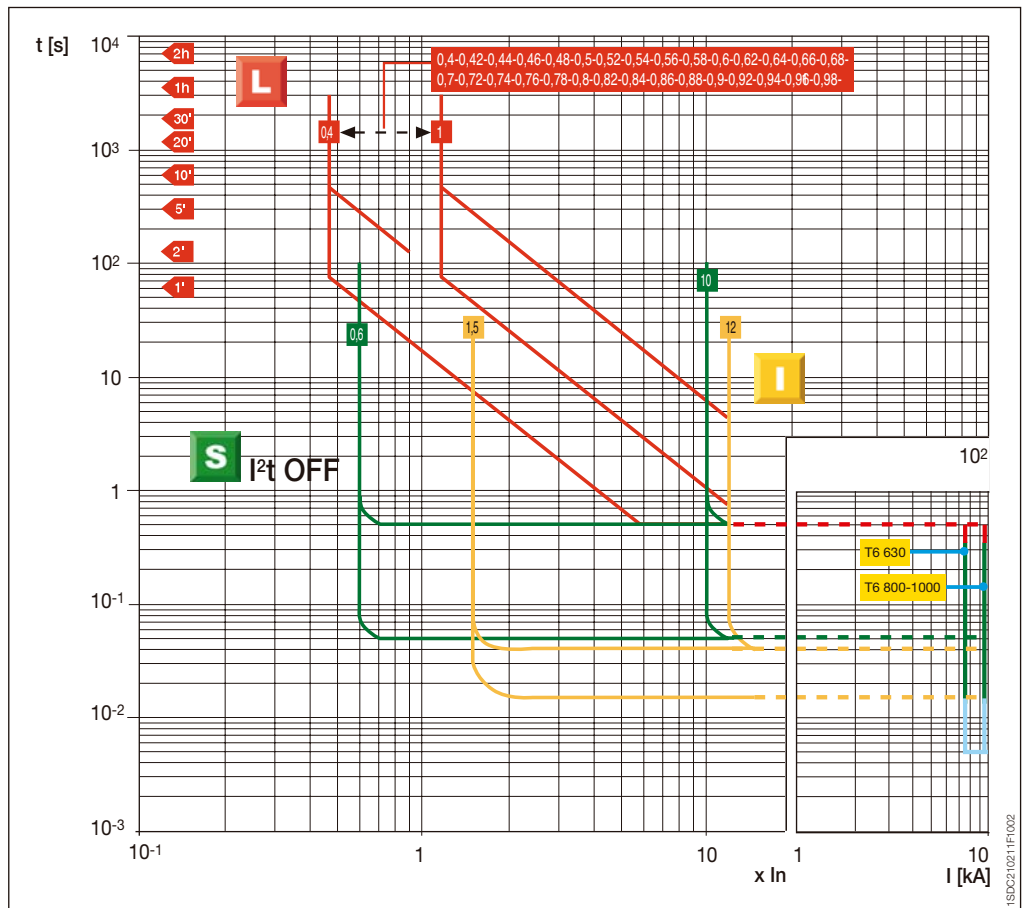 t [s]
10⁴
2h
L
0,4-0,42-0,44-0,46-0,48-0,5-0,52-0,54-0,56-0,58-0,6-0,62-0,64-0,66-0,68-
0,7-0,72-0,74-0,76-0,78-0,8-0,82-0,84-0,86-0,88-0,9-0,92-0,94-0,96-0,98-
1h
30'
0,4
1
20'
10³
10'
5'
2'
10²
1'
10
0,6
1,5
12
10
I
S
I²t OFF
10²
1
T6 630
T6 800-1000
10⁻¹
10⁻²
10⁻³
10⁻¹
1
10
x In
1
10
I [kA]
1SDC210211F1002